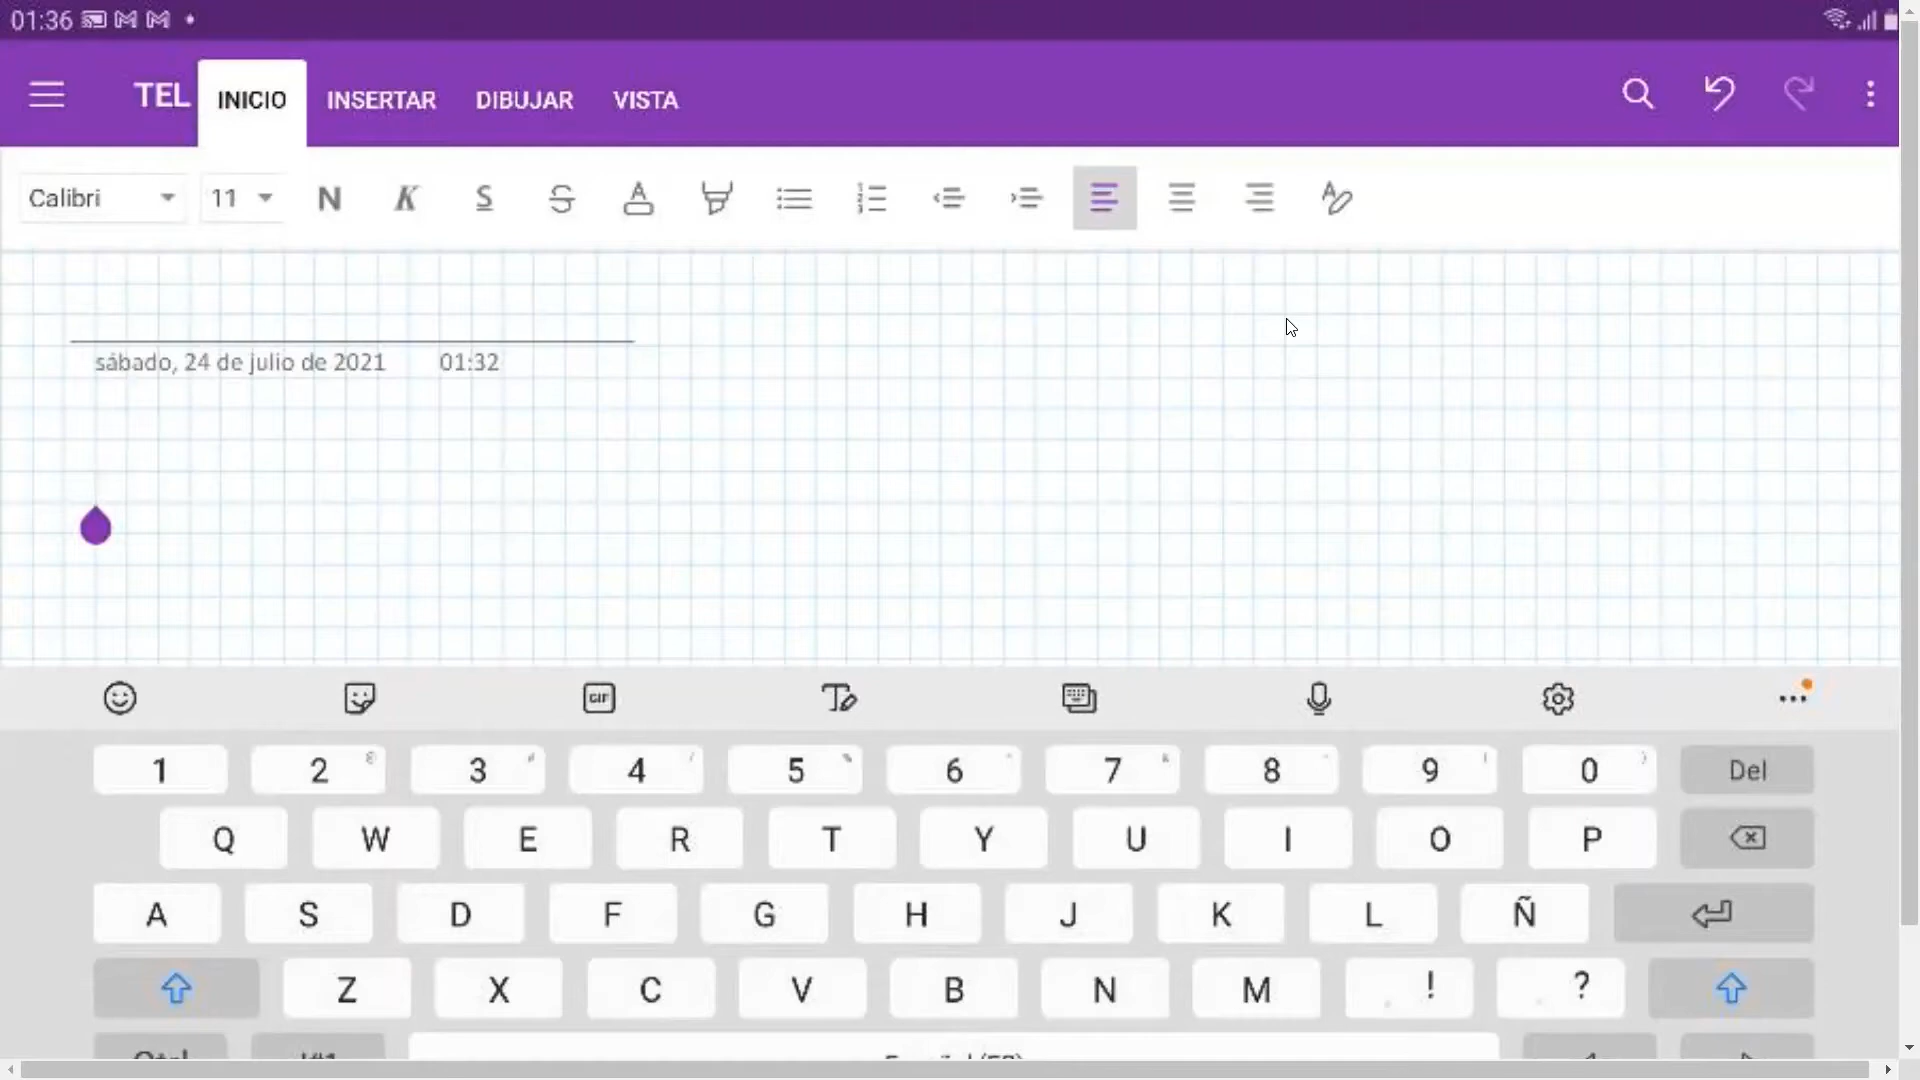 01:36
TEL INICIO INSERTAR DIBUJAR VISTA
Calibri 11 N K S
sábado, 24 de julio de 2021 01:32
GIF
1 2 3 4 5 6 7 8 9 0 Del
Q W E R T Y U I O P
A S D F G H J K L Ñ
Z X C V B N M ! ?